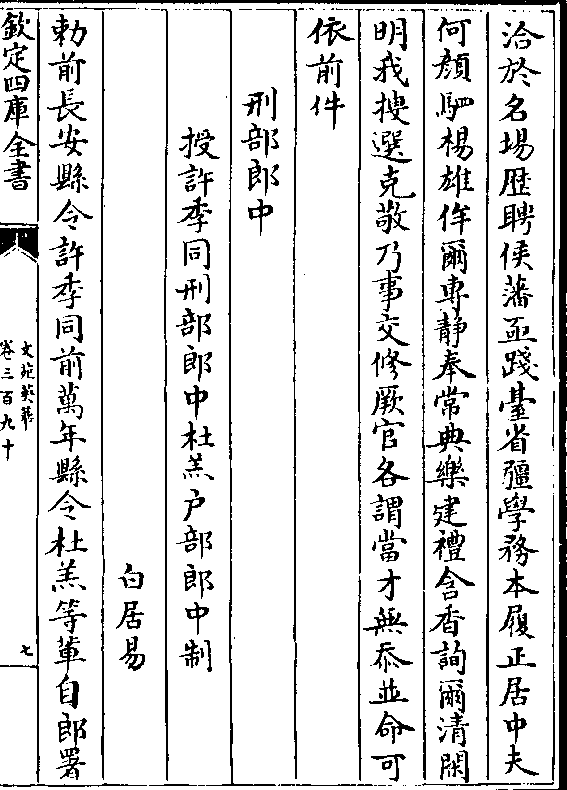 洽於名場歴聘侯藩亟踐臺省彊學務本履正居中夫
何顔駟楊雄侔爾專靜奉常典樂建禮含香詢爾清閑
明我搜選克敬乃事交修厥官各謂當才無忝並命可
依前件
刑部郎中
授許季同刑部郎中杜羔户部郎中制
白居易
勅前長安縣令許季同前萬年縣令杜羔等輩自郎署
欽定四庫全書
文苑英華
卷三百九十
七